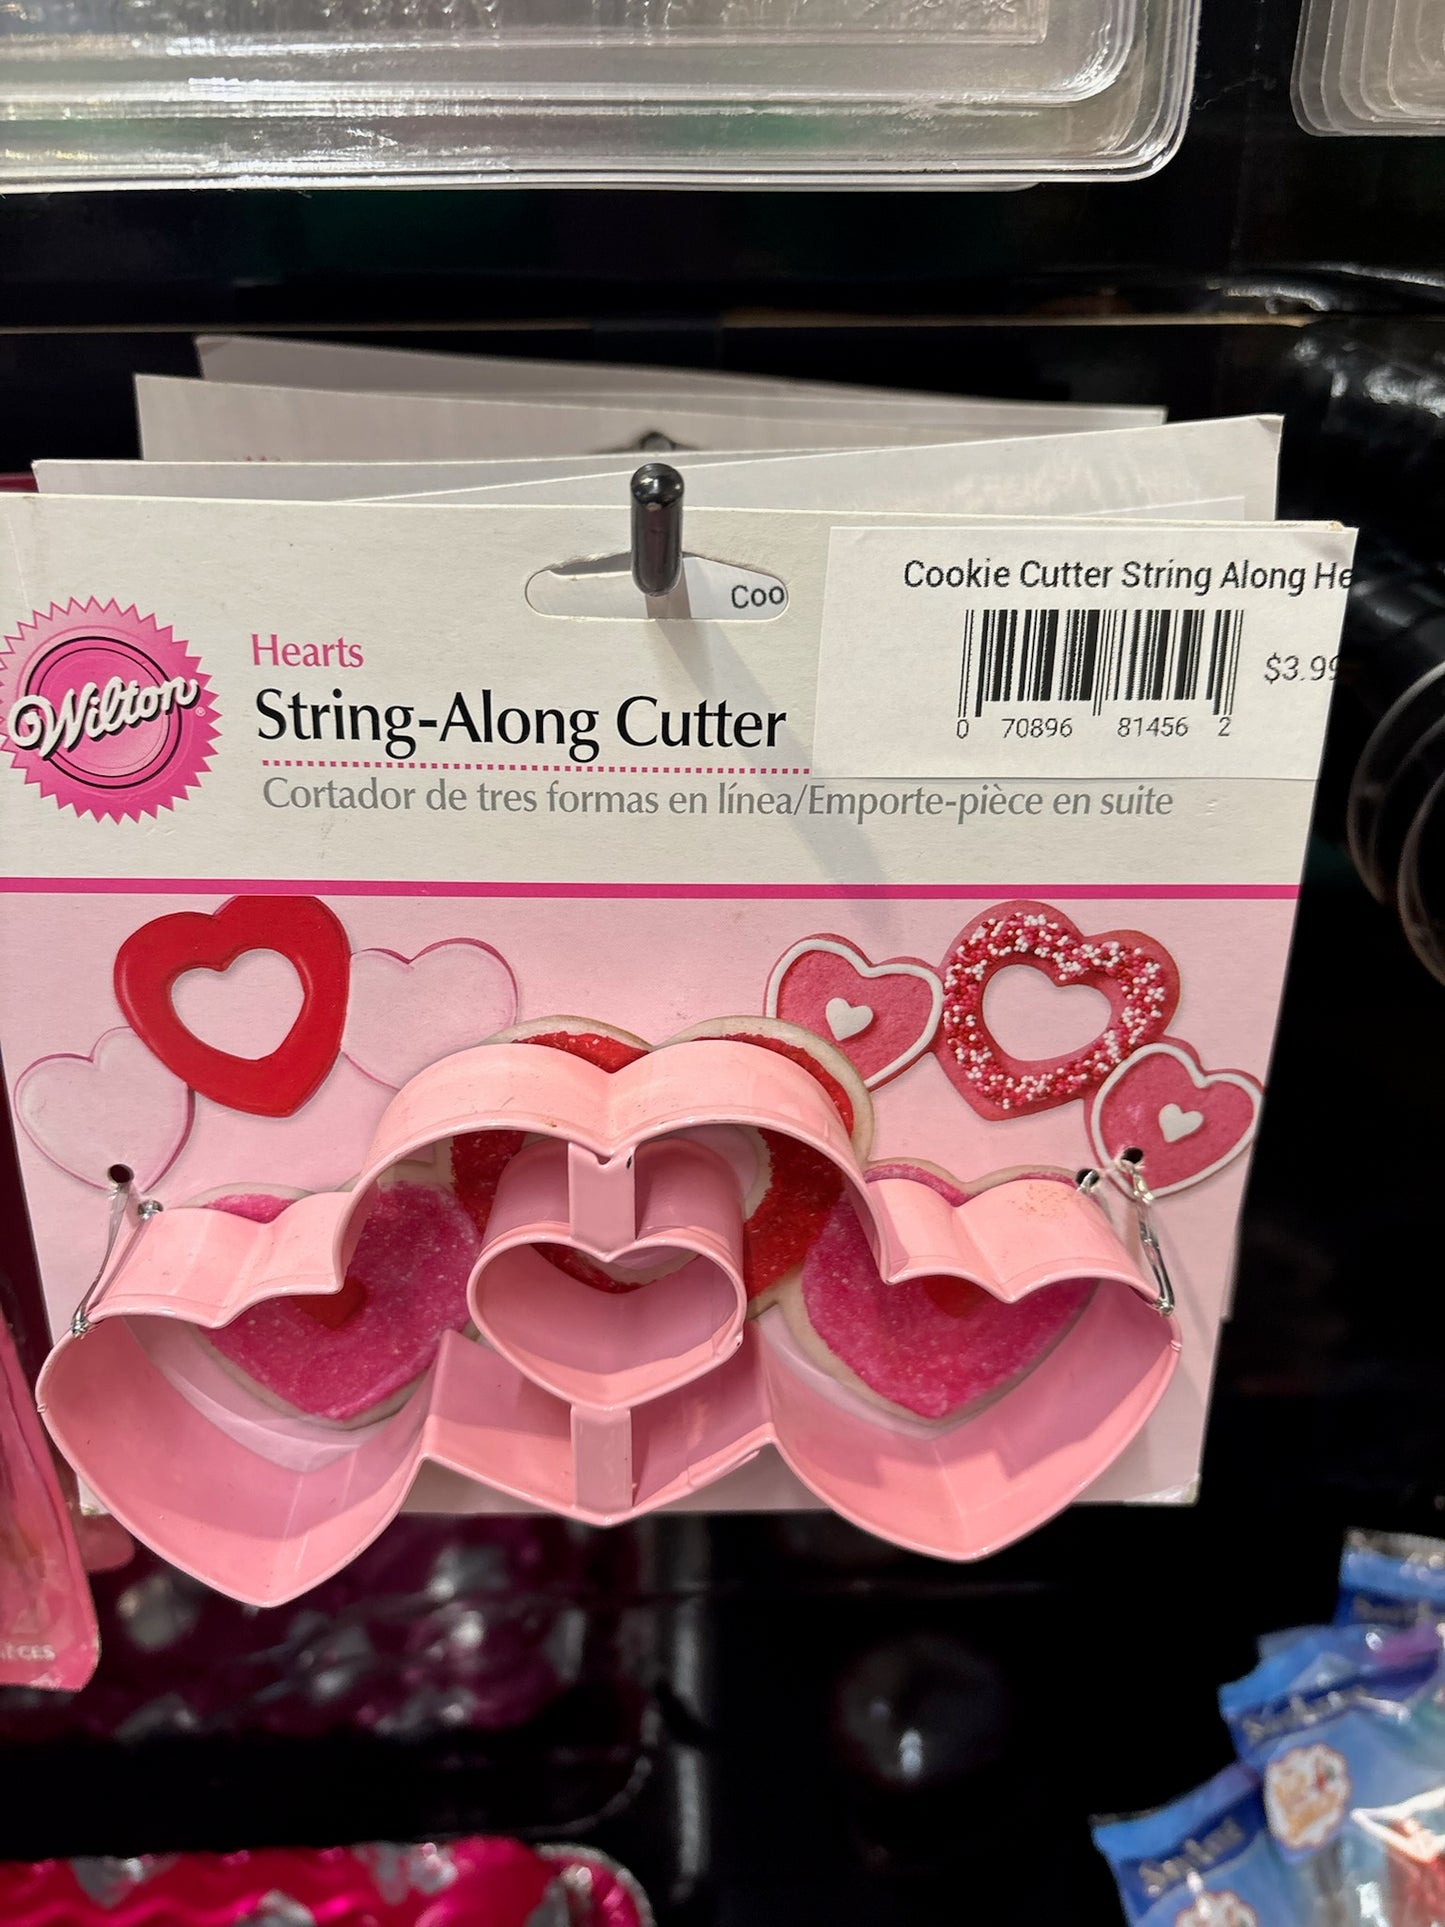 Coo
Cookie Cutter String Along He
$3.99
0 70896 81456 2
Wilton
Hearts
String-Along Cutter
Cortador de tres formas en línea/Emporte-pièce en suite